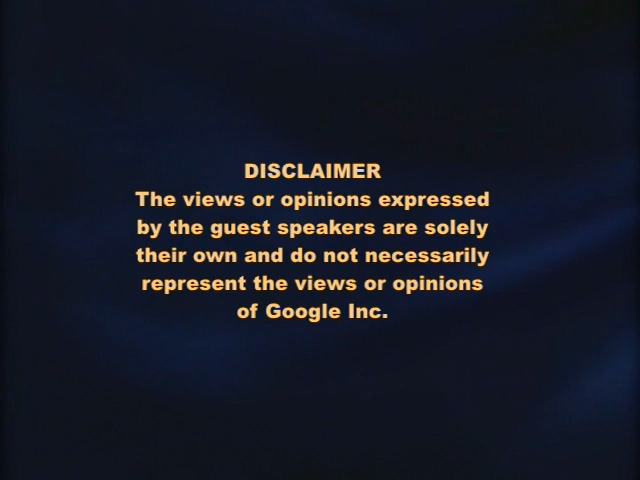 DISCLAIMER
The views or opinions expressed
by the guest speakers are solely
their own and do not necessarily
represent the views or opinions
of Google Inc.